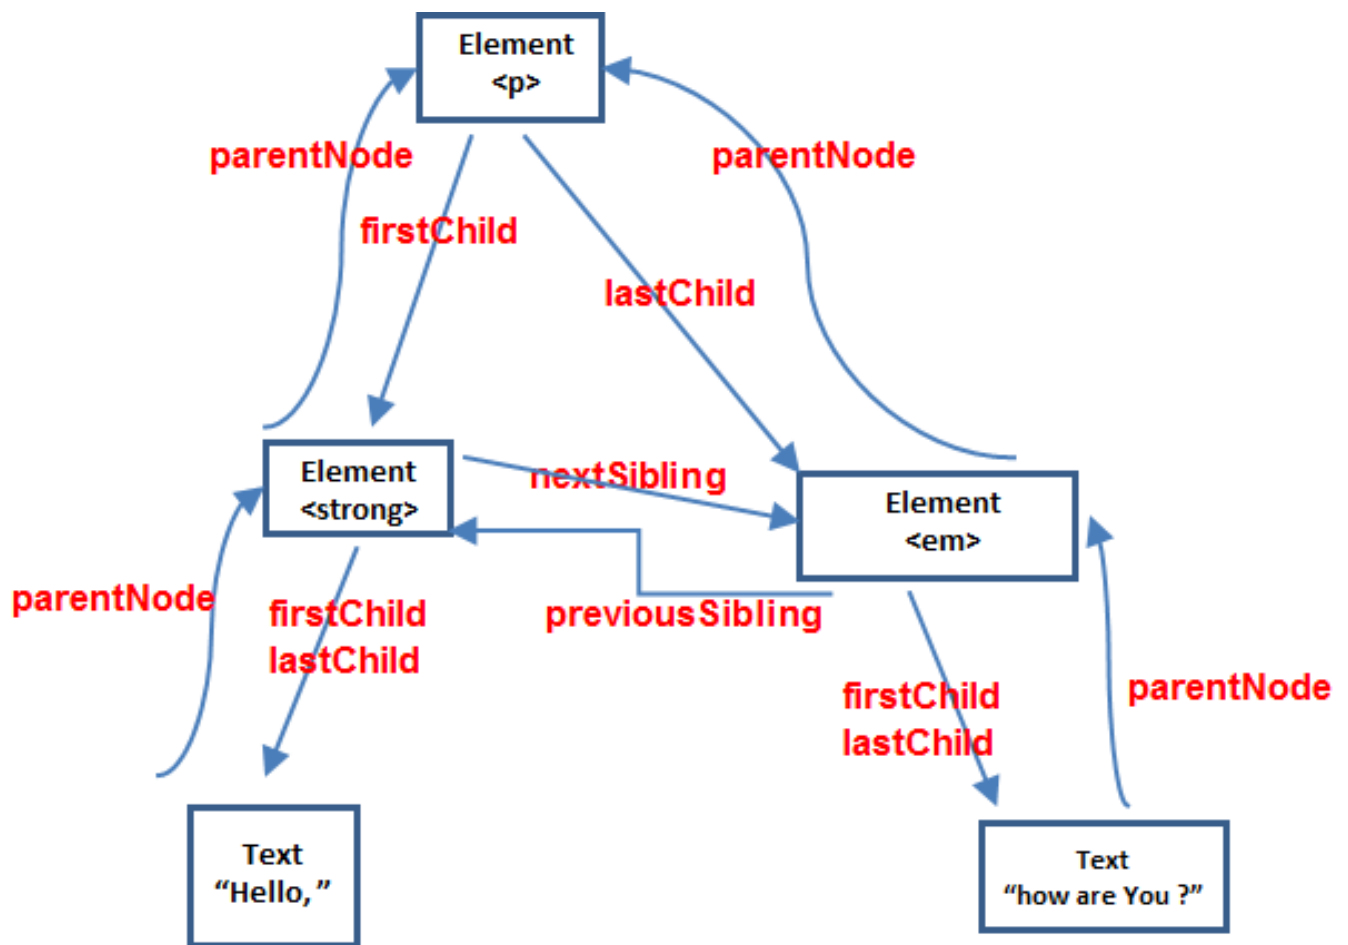 Element
<p>
parentNode
parentNode
firstChild
lastChild
Element
<strong>
nextSibling
Element
<em>
previousSibling
parentNode
firstChild
lastChild
firstChild
lastChild
parentNode
Text
“Hello, ”
Text
“how are You ?”